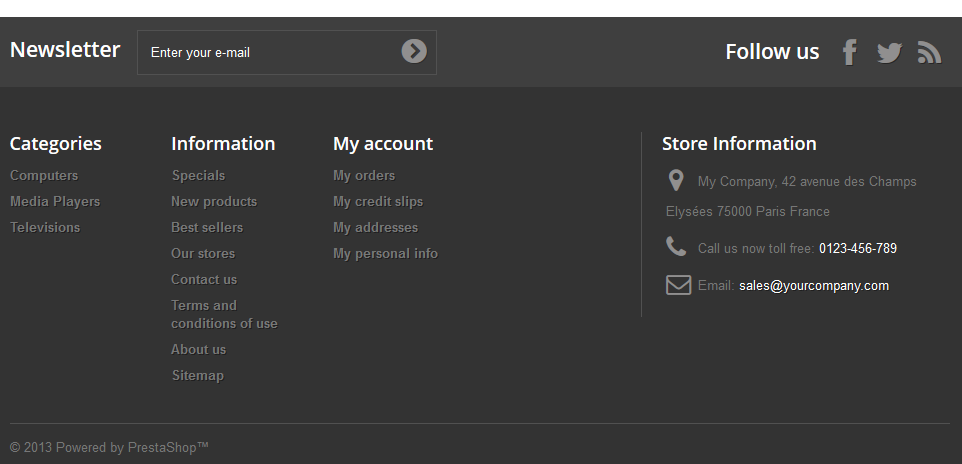 Newsletter
Enter your e-mail
Follow us
Categories
Computers
Media Players
Televisions
Information
Specials
New products
Best sellers
Our stores
Contact us
Terms and
conditions of use
About us
Sitemap
My account
My orders
My credit slips
My addresses
My personal info
Store Information
My Company, 42 avenue des Champs
Elysées 75000 Paris France
Call us now toll free: 0123-456-789
Email: sales@yourcompany.com
© 2013 Powered by PrestaShop™